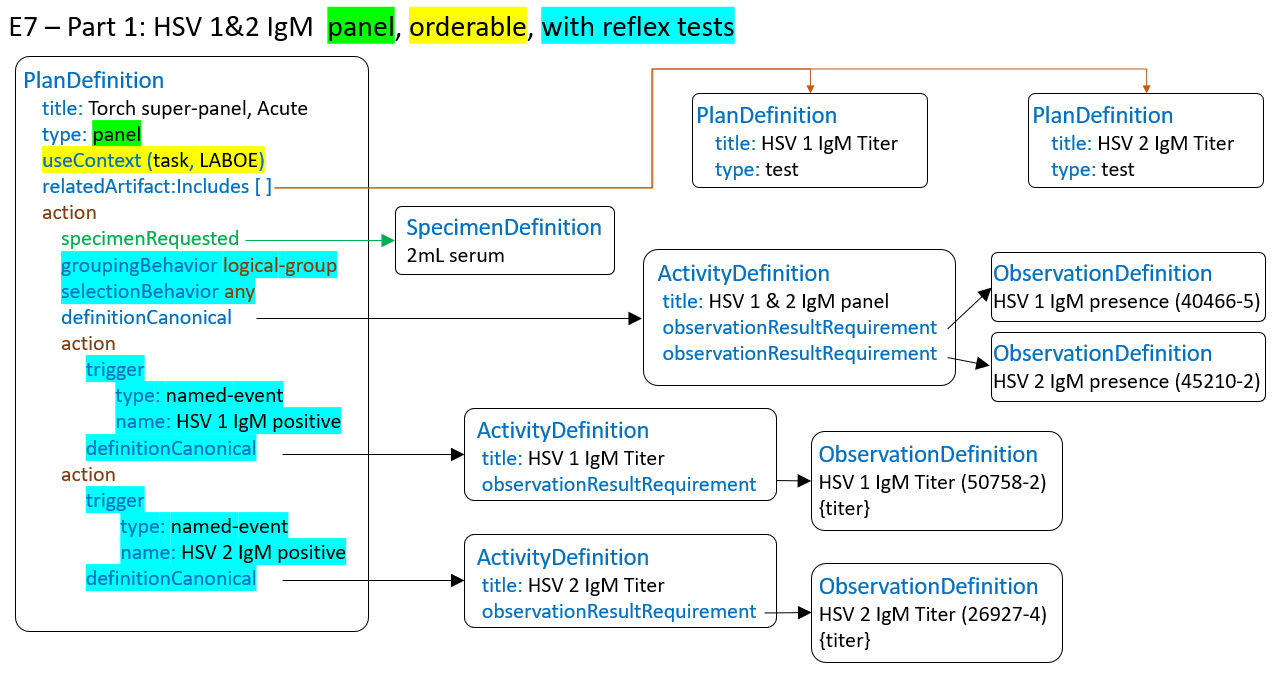 E7 – Part 1: HSV 1&2 IgM panel, orderable, with reflex tests
PlanDefinition
title: Torch super-panel, Acute
type: panel
useContext (task, LABOE)
relatedArtifact:Includes [ ]
action
specimenRequested
groupingBehavior logical-group
selectionBehavior any
definitionCanonical
action
trigger
type: named-event
name: HSV 1 IgM positive
definitionCanonical
action
trigger
type: named-event
name: HSV 2 IgM positive
definitionCanonical
PlanDefinition
title: HSV 1 IgM Titer
type: test
PlanDefinition
title: HSV 2 IgM Titer
type: test
SpecimenDefinition
2mL serum
ActivityDefinition
title: HSV 1 & 2 IgM panel
observationResultRequirement
observationResultRequirement
ObservationDefinition
HSV 1 IgM presence (40466-5)
ObservationDefinition
HSV 2 IgM presence (45210-2)
ActivityDefinition
title: HSV 1 IgM Titer
observationResultRequirement
ObservationDefinition
HSV 1 IgM Titer (50758-2)
{titer}
ActivityDefinition
title: HSV 2 IgM Titer
observationResultRequirement
ObservationDefinition
HSV 2 IgM Titer (26927-4)
{titer}